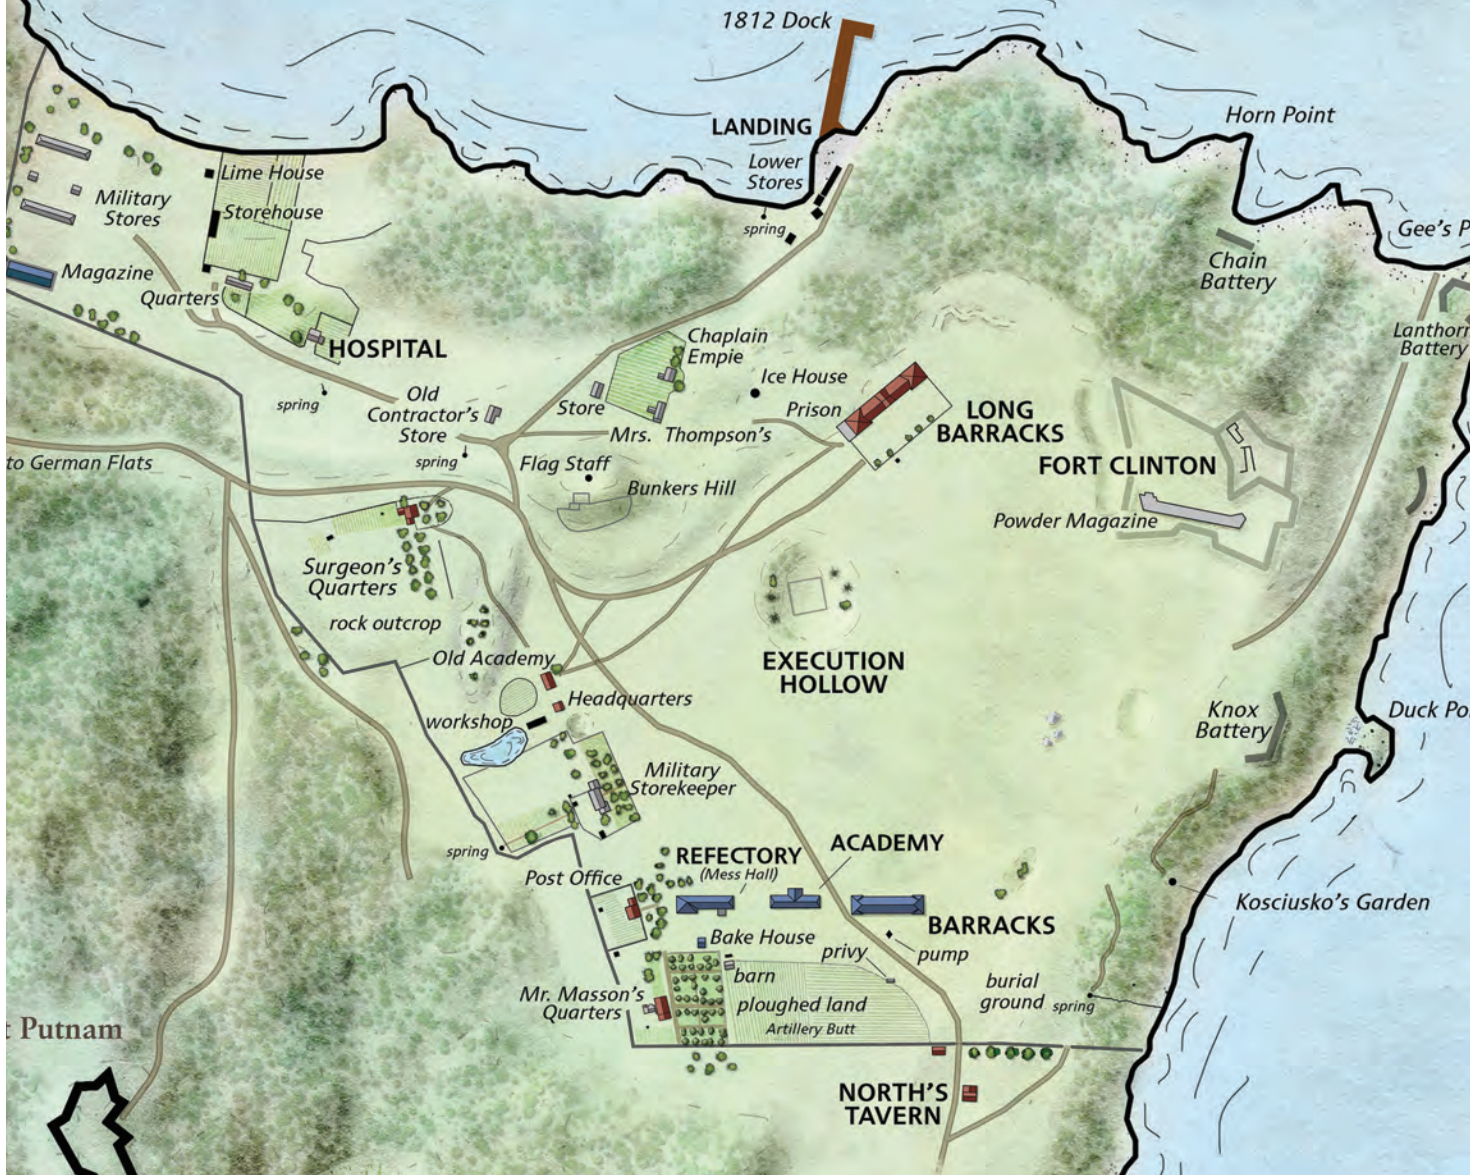 1812 Dock
LANDING
Horn Point
Lower
Stores
Lime House
Military
Stores
Storehouse
spring
Gee's P
Chain
Battery
Magazine
Quarters
Lanthorn
Battery
HOSPITAL
Chaplain
Empie
Ice House
spring
Old
Contractor's
Store
Store
Prison
LONG
BARRACKS
Mrs. Thompson's
to German Flats
spring
Flag Staff
FORT CLINTON
Bunkers Hill
Powder Magazine
Surgeon's
Quarters
rock outcrop
Old Academy
EXECUTION
HOLLOW
Headquarters
workshop
Knox
Battery
Duck Po
Military
Storekeeper
spring
REFECTORY
(Mess Hall)
ACADEMY
Post Office
Kosciusko's Garden
BARRACKS
Bake House
privy
pump
barn
burial
ground
spring
Mr. Masson's
Quarters
ploughed land
Artillery Butt
t Putnam
NORTH'S
TAVERN